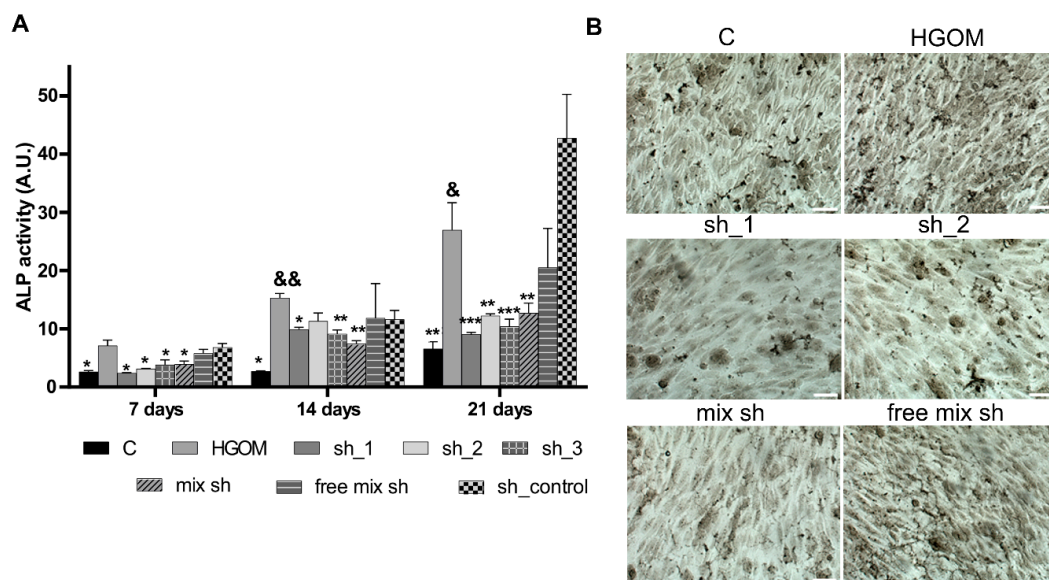 A
ALP activity (A.U.)
50
40
30
20
10
0
* * * * *
* && * ** **
** & *** ** *** **
7 days 14 days 21 days
C HGOM sh_1 sh_2 sh_3
mix sh free mix sh sh_control
B
C HGOM
sh_1 sh_2
mix sh free mix sh